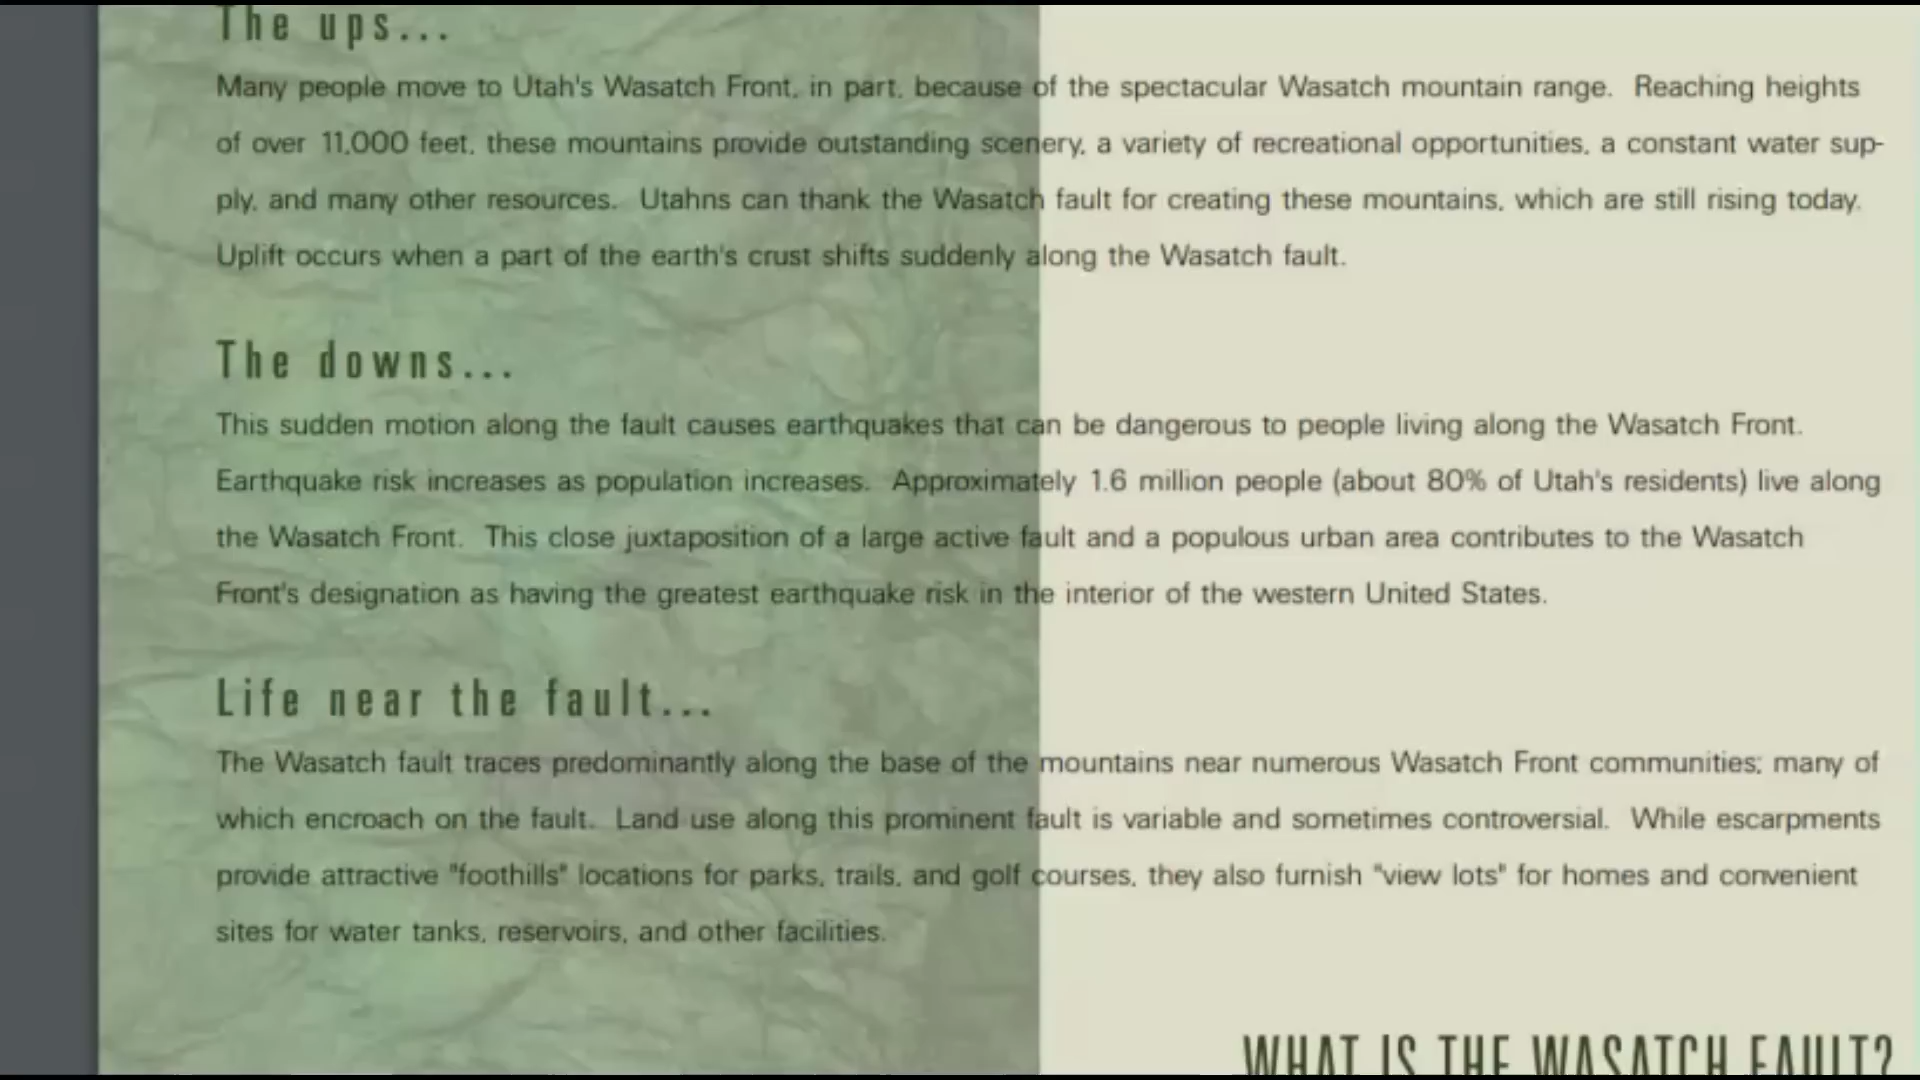 The ups...
Many people move to Utah's Wasatch Front, in part, because of the spectacular Wasatch mountain range. Reaching heights
of over 11,000 feet, these mountains provide outstanding scenery, a variety of recreational opportunities, a constant water sup-
ply, and many other resources. Utahns can thank the Wasatch fault for creating these mountains, which are still rising today.
Uplift occurs when a part of the earth's crust shifts suddenly along the Wasatch fault.
The downs...
This sudden motion along the fault causes earthquakes that can be dangerous to people living along the Wasatch Front.
Earthquake risk increases as population increases. Approximately 1.6 million people (about 80% of Utah's residents) live along
the Wasatch Front. This close juxtaposition of a large active fault and a populous urban area contributes to the Wasatch
Front's designation as having the greatest earthquake risk in the interior of the western United States.
Life near the fault...
The Wasatch fault traces predominantly along the base of the mountains near numerous Wasatch Front communities; many of
which encroach on the fault. Land use along this prominent fault is variable and sometimes controversial. While escarpments
provide attractive "foothills" locations for parks, trails, and golf courses, they also furnish "view lots" for homes and convenient
sites for water tanks, reservoirs, and other facilities.
WHAT IS THE WASATCH FAULT?